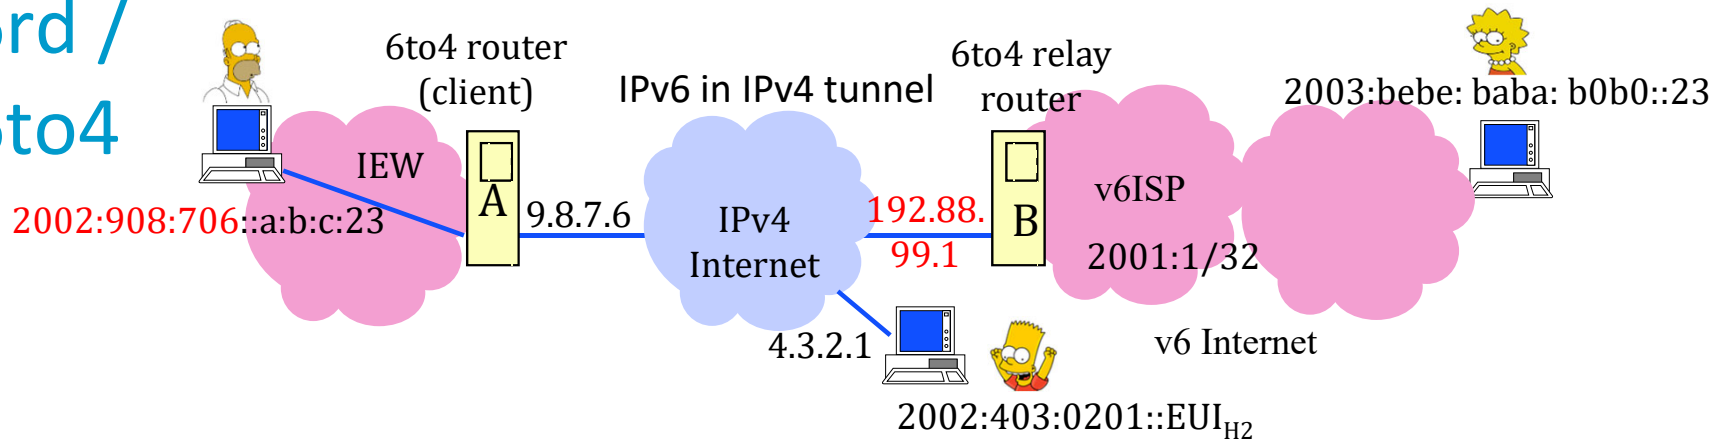 rd /
to4
6to4 router
(client)
IPv6 in IPv4 tunnel
6to4 relay
router
2003:bebe: baba: b0b0::23
IEW
A
9.8.7.6
IPv4
Internet
192.88.
99.1
B
v6ISP
2001:1/32
2002:908:706::a:b:c:23
4.3.2.1
v6 Internet
2002:403:0201::EUIH2